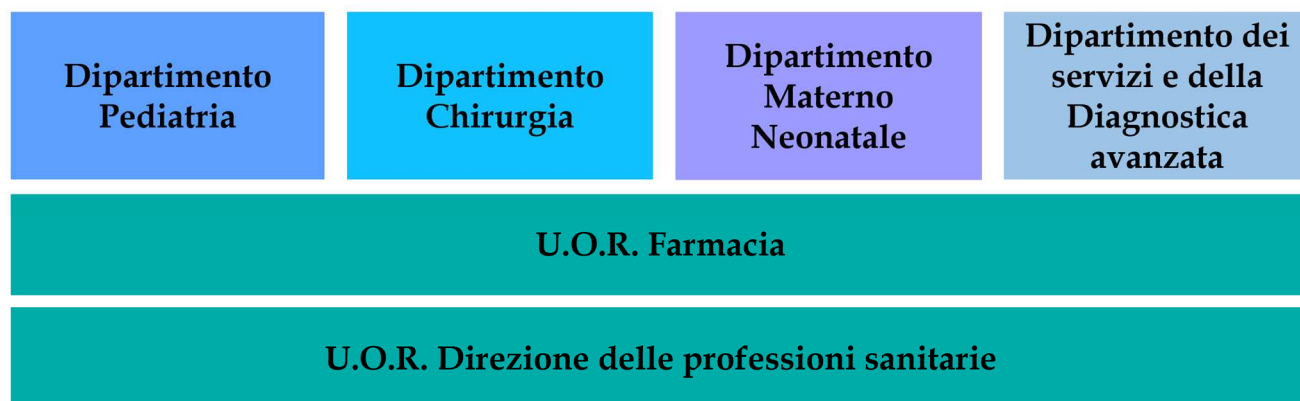 Dipartimento
Pediatria
Dipartimento
Chirurgia
Dipartimento
Materno
Neonatale
Dipartimento dei
servizi e della
Diagnostica
avanzata
U.O.R. Farmacia
U.O.R. Direzione delle professioni sanitarie